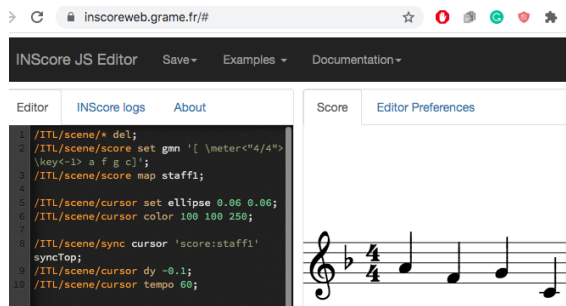 inscoreweb.grame.fr/#
INScore JS Editor Save Examples Documentation
Editor INScore logs About
Score Editor Preferences
1 /ITL/scene/* del;
2 /ITL/scene/score set gmn '[ \meter<"4/4">
\key<-1> a f g c]';
3 /ITL/scene/score map staff1;
4
5 /ITL/scene/cursor set ellipse 0.06 0.06;
6 /ITL/scene/cursor color 100 100 250;
7
8 /ITL/scene/sync cursor 'score:staff1'
syncTop;
9 /ITL/scene/cursor dy -0.1;
10 /ITL/scene/cursor tempo 60;
4
4